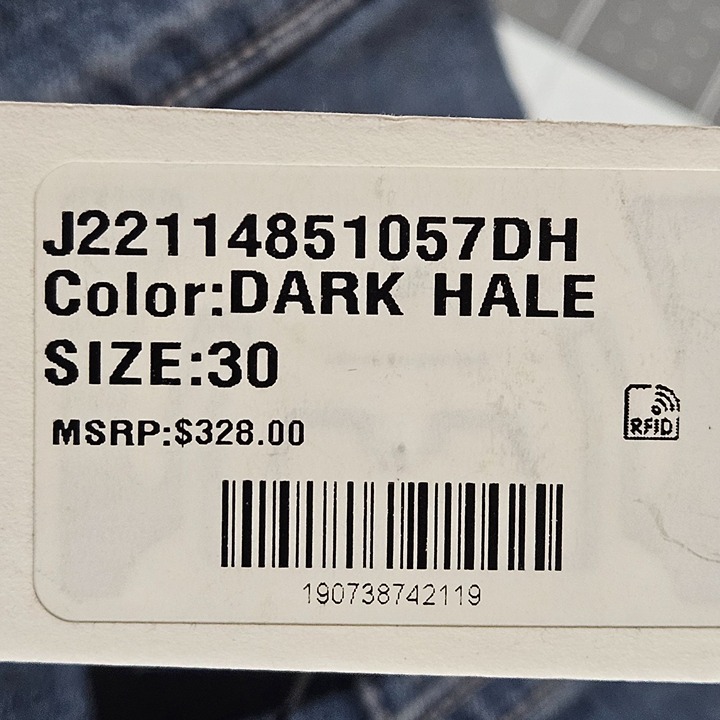 J22114851057DH
Color:DARK HALE
SIZE:30
MSRP:$328.00
RFID
190738742119